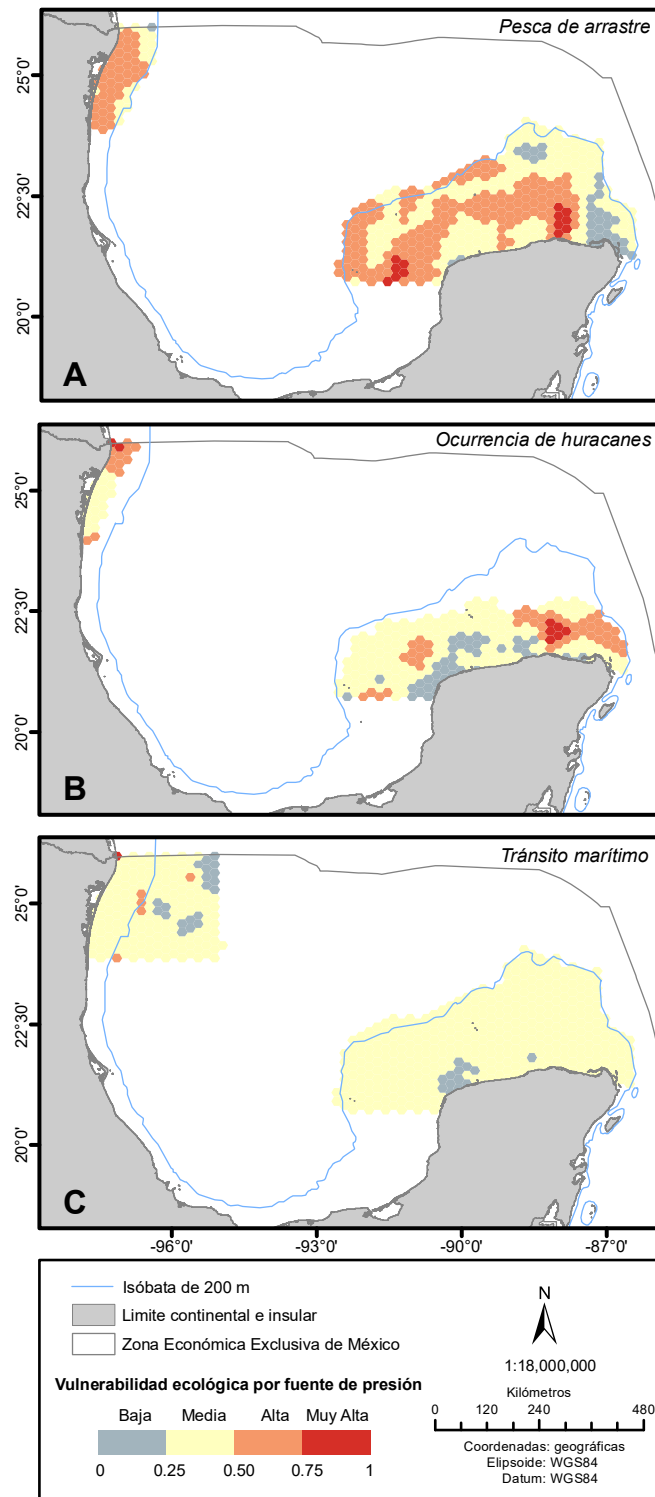 Pesca de arrastre
25°0'
22°30'
20°0'
A
Ocurrencia de huracanes
25°0'
22°30'
20°0'
B
Tránsito marítimo
25°0'
22°30'
20°0'
C
-96°0' -93°0' -90°0' -87°0'
Isóbata de 200 m
Limite continental e insular
Zona Económica Exclusiva de México
Vulnerabilidad ecológica por fuente de presión
Baja Media Alta Muy Alta
0 0.25 0.50 0.75 1
N
1:18,000,000
Kilómetros
0 120 240 480
Coordenadas: geográficas
Elipsoide: WGS84
Datum: WGS84